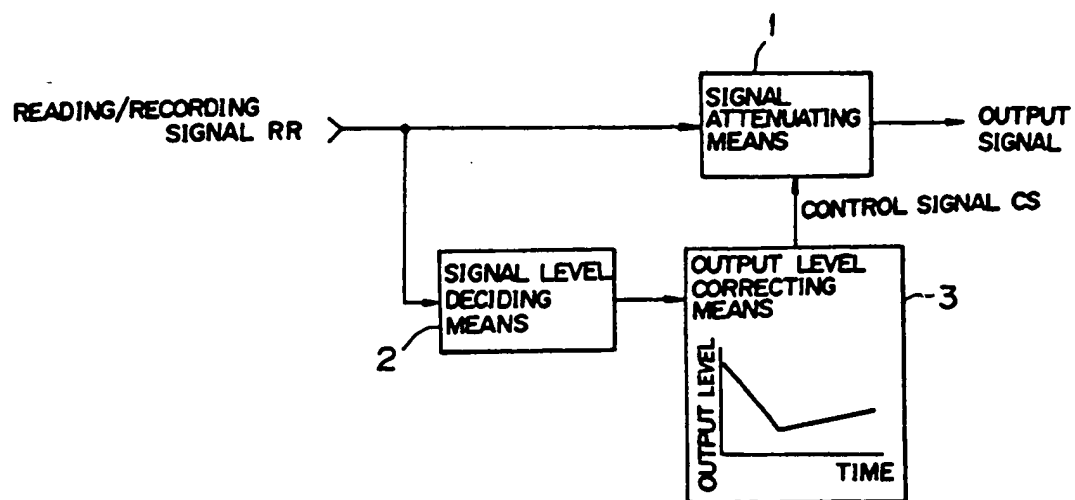 1
READING/RECORDING
SIGNAL RR
SIGNAL
ATTENUATING
MEANS
OUTPUT
SIGNAL
CONTROL SIGNAL CS
SIGNAL LEVEL
DECIDING
MEANS
2
OUTPUT LEVEL
CORRECTING
MEANS
3
OUTPUT LEVEL
TIME